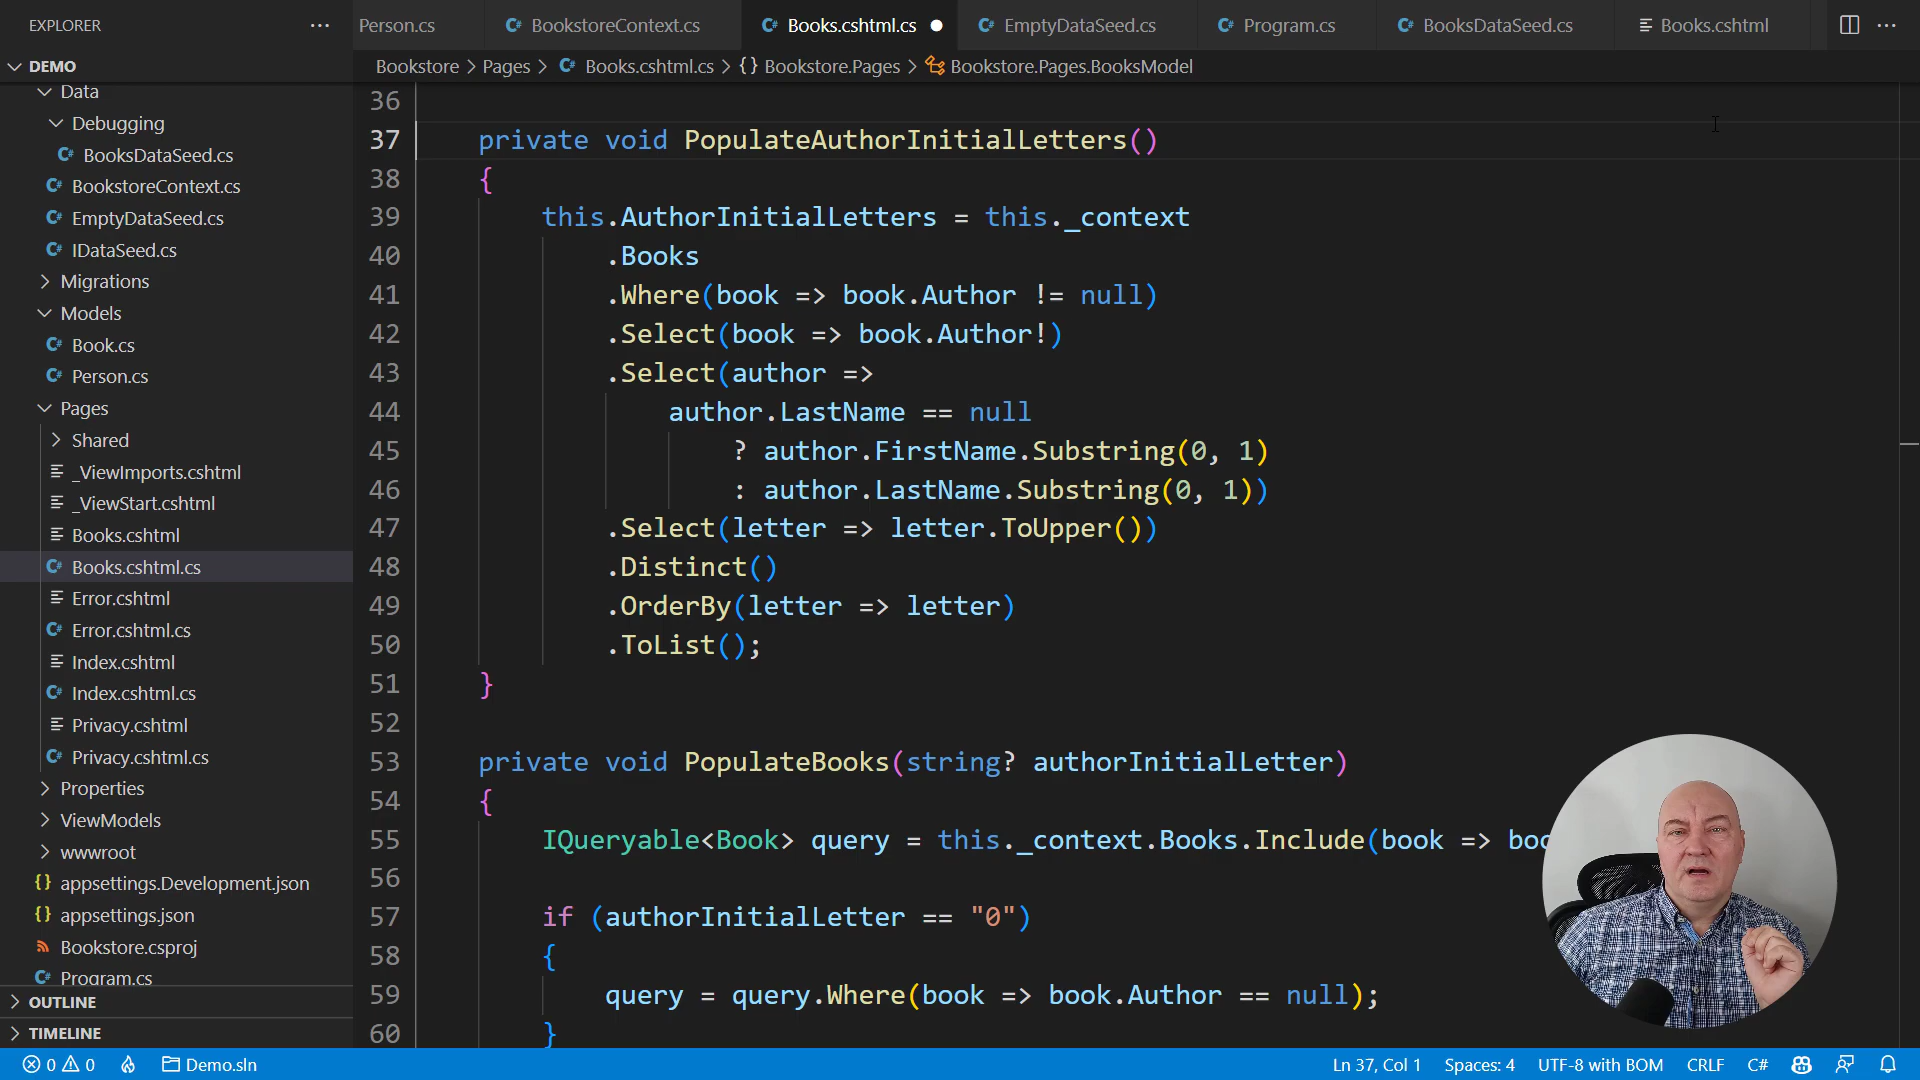 EXPLORER
DEMO
Data
Debugging
BooksDataSeed.cs
BookstoreContext.cs
EmptyDataSeed.cs
IDataSeed.cs
Migrations
Models
Book.cs
Person.cs
Pages
Shared
_ViewImports.cshtml
_ViewStart.cshtml
Books.cshtml
Books.cshtml.cs
Error.cshtml
Error.cshtml.cs
Index.cshtml
Index.cshtml.cs
Privacy.cshtml
Privacy.cshtml.cs
Properties
ViewModels
wwwroot
appsettings.Development.json
appsettings.json
Bookstore.csproj
Program.cs
OUTLINE
TIMELINE
Person.cs BookstoreContext.cs Books.cshtml.cs EmptyDataSeed.cs Program.cs BooksDataSeed.cs Books.cshtml
Bookstore > Pages > Books.cshtml.cs > {} Bookstore.Pages > Bookstore.Pages.BooksModel
36
37 private void PopulateAuthorInitialLetters()
38 {
39 this.AuthorInitialLetters = this._context
40 .Books
41 .Where(book => book.Author != null)
42 .Select(book => book.Author!)
43 .Select(author =>
44 author.LastName == null
45 ? author.FirstName.Substring(0, 1)
46 : author.LastName.Substring(0, 1))
47 .Select(letter => letter.ToUpper())
48 .Distinct()
49 .OrderBy(letter => letter)
50 .ToList();
51 }
52
53 private void PopulateBooks(string? authorInitialLetter)
54 {
55 IQueryable<Book> query = this._context.Books.Include(book =>
56
57 if (authorInitialLetter == "0")
58 {
59 query = query.Where(book => book.Author == null);
60 }
0 0 Demo.sln Ln 37, Col 1 Spaces: 4 UTF-8 with BOM CRLF C#